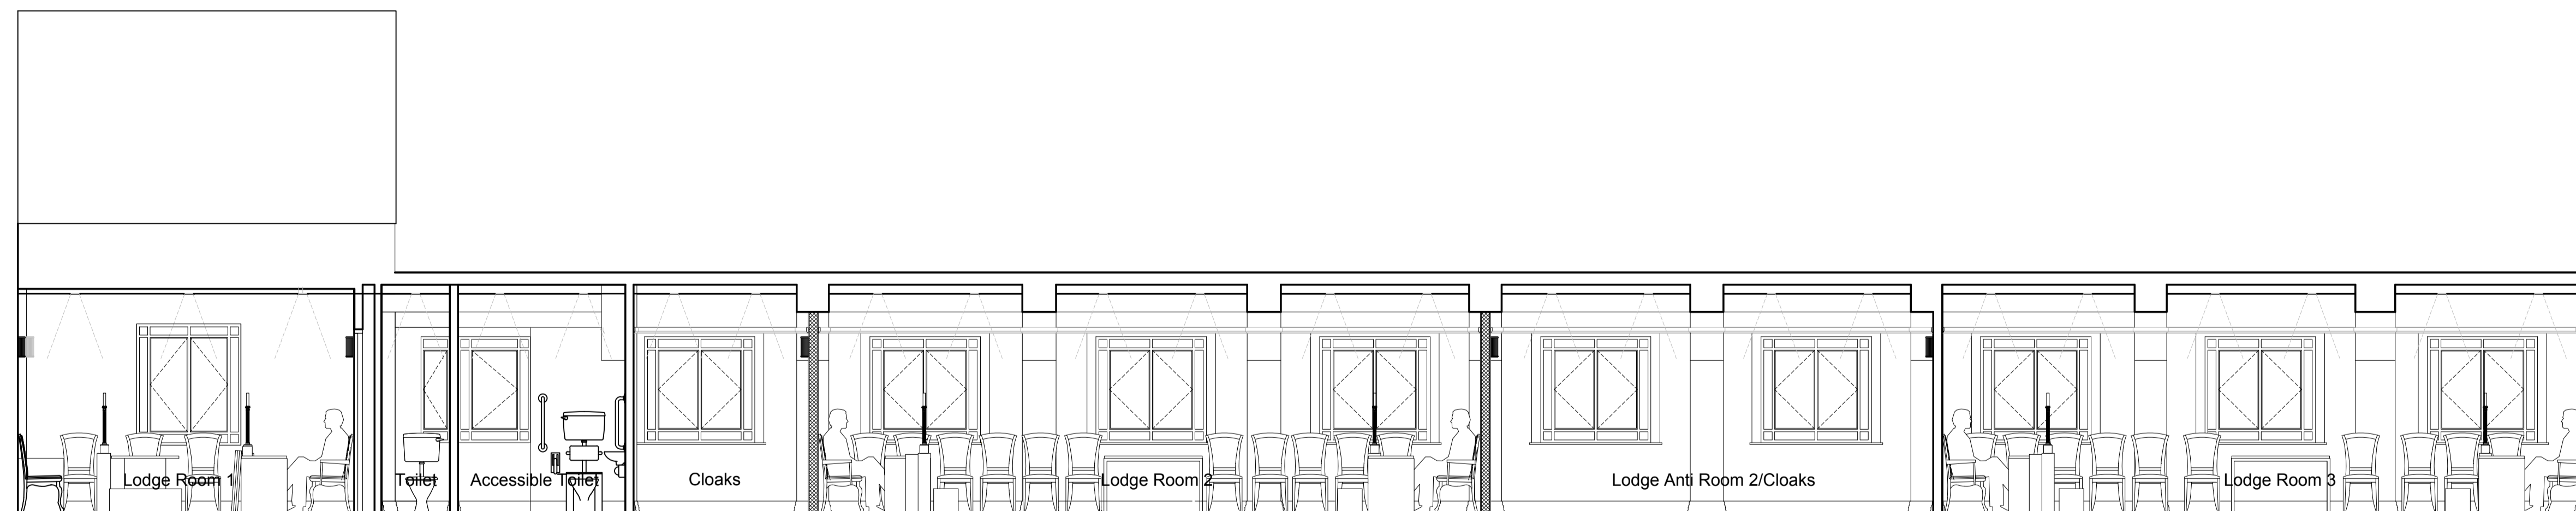 Lodge Room 1
Toilet
Accessible Toilet
Cloaks
Lodge Room 2
Lodge Anti Room 2/Cloaks
Lodge Room 3